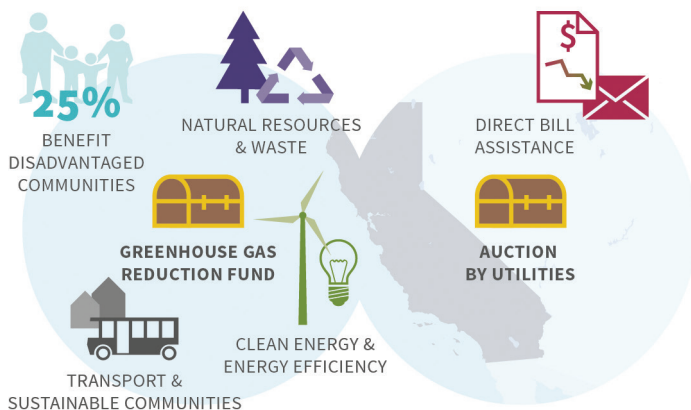 25%
BENEFIT
DISADVANTAGED
COMMUNITIES
NATURAL RESOURCES
& WASTE
$
DIRECT BILL
ASSISTANCE
GREENHOUSE GAS
REDUCTION FUND
AUCTION
BY UTILITIES
CLEAN ENERGY &
ENERGY EFFICIENCY
TRANSPORT &
SUSTAINABLE COMMUNITIES